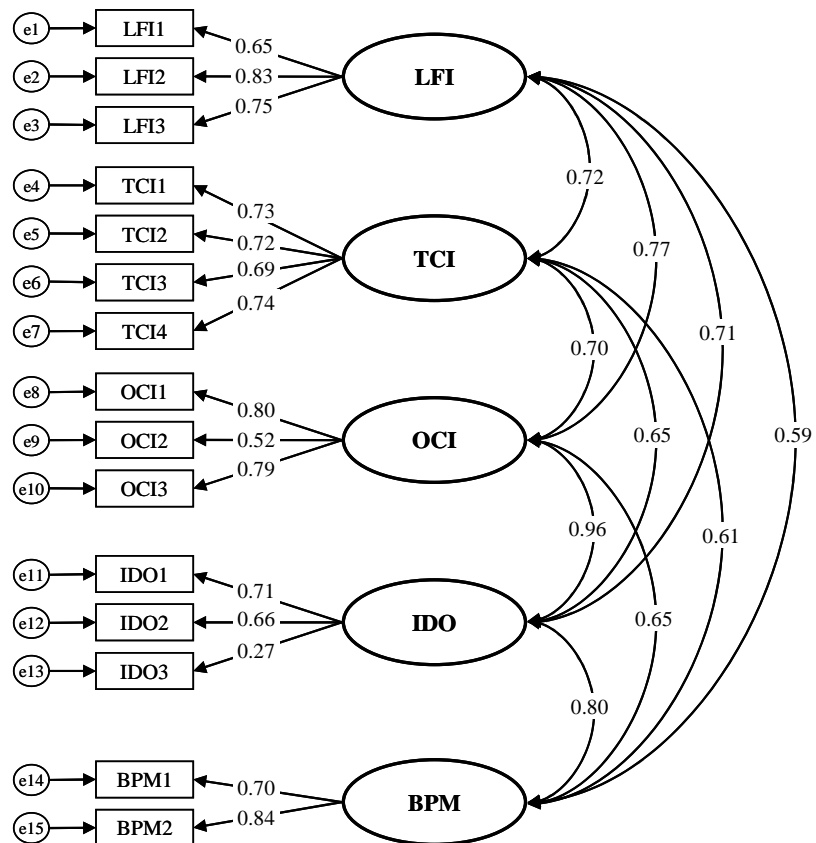 e1
LFI1
0.65
e2
LFI2
0.83
LFI
e3
LFI3
0.75
e4
TCI1
0.73
0.72
e5
TCI2
0.72
TCI
0.77
e6
TCI3
0.69
e7
TCI4
0.74
0.70
0.71
e8
OCI1
0.80
e9
OCI2
0.52
OCI
0.65
0.59
e10
OCI3
0.79
0.96
0.61
e11
IDO1
0.71
e12
IDO2
0.66
IDO
0.65
e13
IDO3
0.27
0.80
e14
BPM1
0.70
BPM
e15
BPM2
0.84